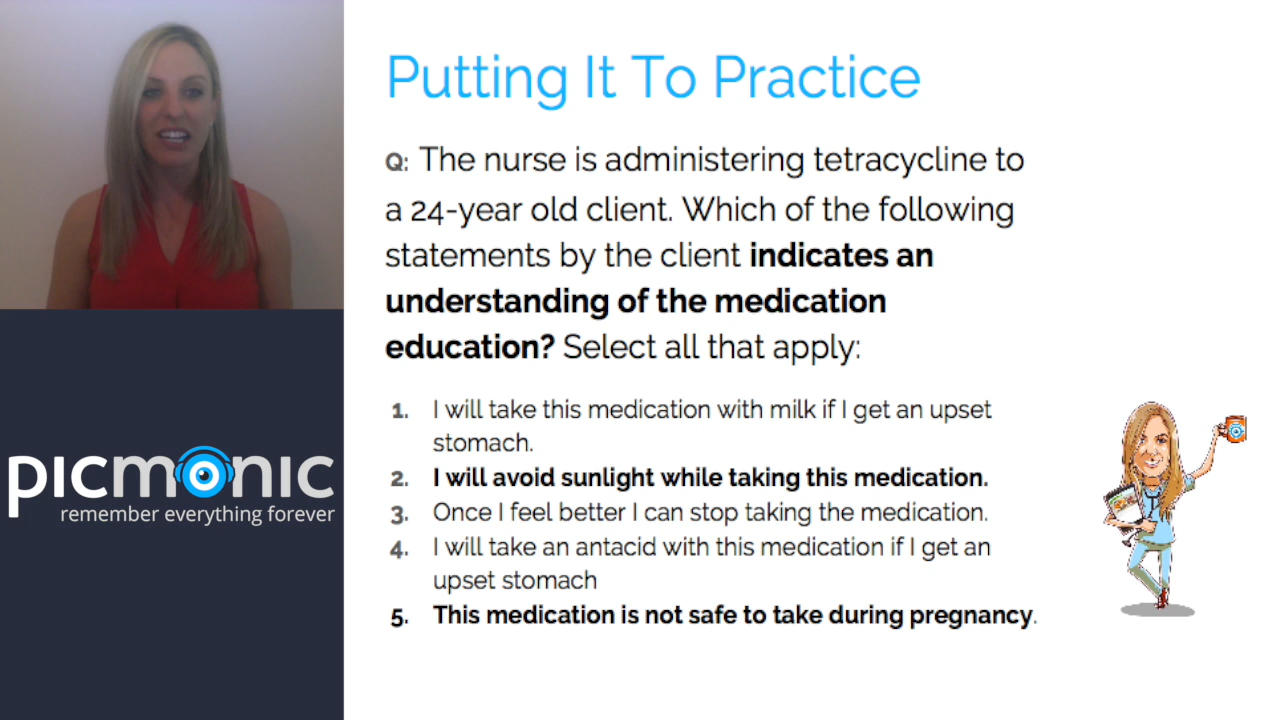 Putting It To Practice
Q: The nurse is administering tetracycline to
a 24-year old client. Which of the following
statements by the client indicates an
understanding of the medication
education? Select all that apply:
1. I will take this medication with milk if I get an upset
stomach.
2. I will avoid sunlight while taking this medication.
3. Once I feel better I can stop taking the medication.
4. I will take an antacid with this medication if I get an
upset stomach
5. This medication is not safe to take during pregnancy.
picmonic
remember everything forever